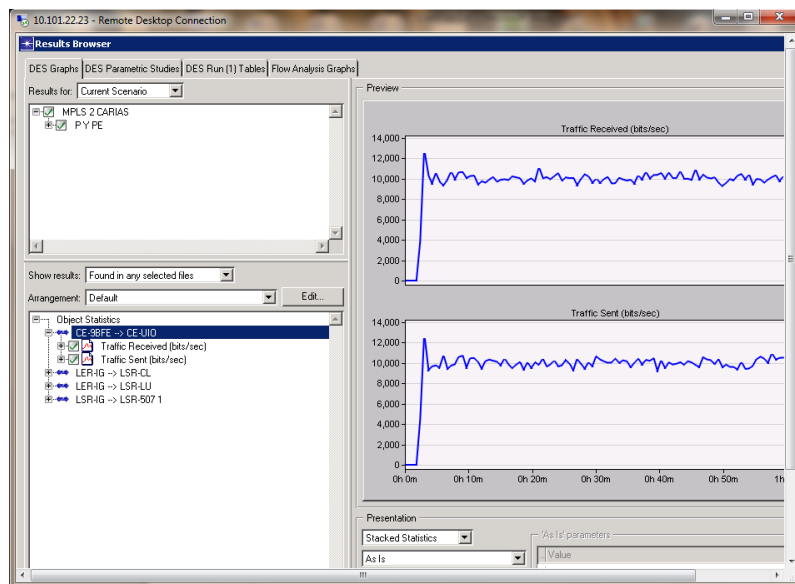 10.101.22.23 - Remote Desktop Connection
Results Browser
DES Graphs DES Parametric Studies DES Run (1) Tables Flow Analysis Graphs
Results for: Current Scenario
MPLS 2 CARIAS
P Y PE
Show results: Found in any selected files
Arrangement: Default Edit...
Object Statistics
CE-9BFE --> CE-UIO
Traffic Received (bits/sec)
Traffic Sent (bits/sec)
LER-IG --> LSR-CL
LER-IG --> LSR-LU
LSR-IG --> LSR-507 1
Preview
Traffic Received (bits/sec)
14,000
12,000
10,000
8,000
6,000
4,000
2,000
0
Traffic Sent (bits/sec)
14,000
12,000
10,000
8,000
6,000
4,000
2,000
0
0h 0m 0h 10m 0h 20m 0h 30m 0h 40m 0h 50m 1h
Presentation
Stacked Statistics
As Is
'As Is' parameters
Value